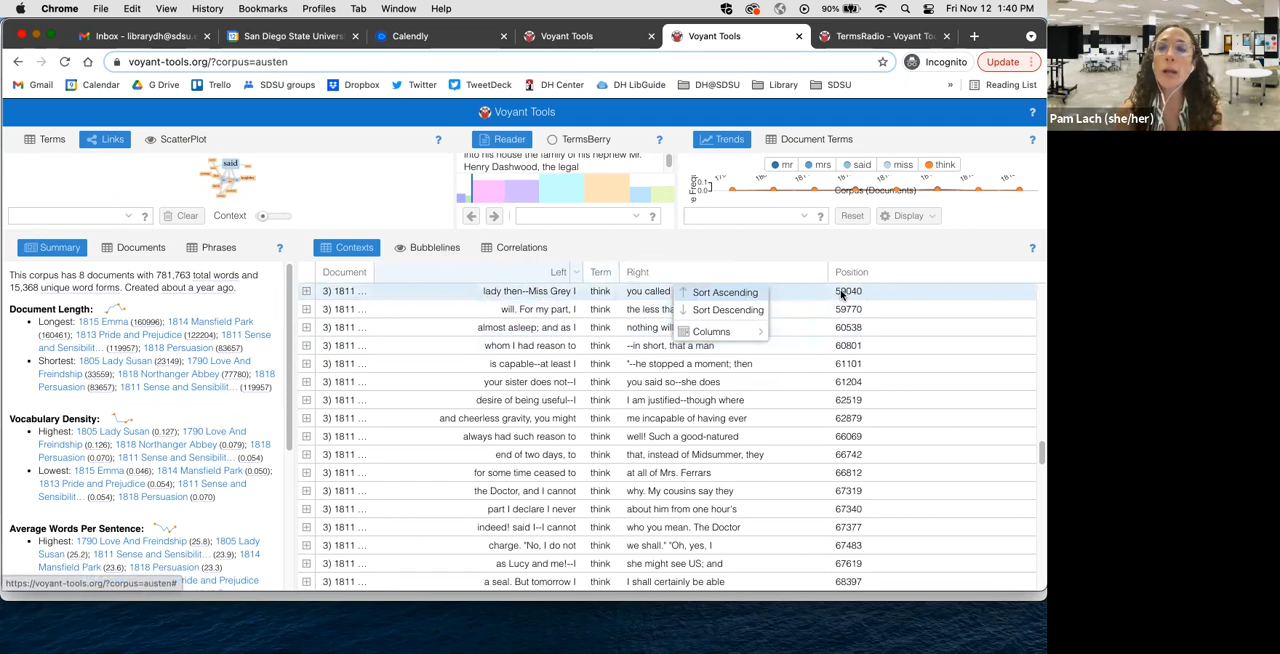 Chrome File Edit View History Bookmarks Profiles Tab Window Help 90% Fri Nov 12 1:40 PM
Inbox - librarydh@sdsu.e × San Diego State Univers × Calendly × Voyant Tools × Voyant Tools × TermsRadio - Voyant To × +
voyant-tools.org/?corpus=austen Incognito Update
Gmail Calendar G Drive Trello SDSU groups Dropbox Twitter TweetDeck DH Center DH LibGuide DH@SDSU Library SDSU » Reading List
Pam Lach (she/her)
Voyant Tools ?
Terms Links ScatterPlot ? Reader TermsBerry ? Trends Document Terms ?
said
into his house the family of his nephew Mr.
Henry Dashwood, the legal
mr mrs said miss think
0.1
0.0
Corpus (Documents)
? Clear Context ? ? Reset Display
Summary Documents Phrases ? Contexts Bubblelines Correlations ?
This corpus has 8 documents with 781,763 total words and
15,368 unique word forms. Created about a year ago.
Document Length:
• Longest: 1815 Emma (160996); 1814 Mansfield Park
(160461); 1813 Pride and Prejudice (122204); 1811 Sense
and Sensibilit... (119957); 1818 Persuasion (83657)
• Shortest: 1805 Lady Susan (23149); 1790 Love And
Freindship (33559); 1818 Northanger Abbey (77780); 1818
Persuasion (83657); 1811 Sense and Sensibilit... (119957)
Vocabulary Density:
• Highest: 1805 Lady Susan (0.126); 1790 Love And
Freindship (0.126); 1818 Northanger Abbey (0.079); 1818
Persuasion (0.070); 1811 Sense and Sensibilit... (0.054)
• Lowest: 1815 Emma (0.046); 1814 Mansfield Park (0.050);
1813 Pride and Prejudice (0.054); 1811 Sense and
Sensibilit... (0.054); 1818 Persuasion (0.070)
Average Words Per Sentence:
• Highest: 1790 Love And Freindship (25.8); 1805 Lady
Susan (25.2); 1811 Sense and Sensibilit... (23.9); 1814
Mansfield Park (23.6); 1818 Persuasion (23.3)
https://voyant-tools.org/?corpus=austen# ide and Prejudice
Document Left Term Right Position
3) 1811 ... lady then--Miss Grey I think you called 59040
3) 1811 ... will. For my part, I think the less tha 59770
3) 1811 ... almost asleep; and as I think nothing wil 60538
3) 1811 ... whom I had reason to think --in short, that a man 60801
3) 1811 ... is capable--at least I think "--he stopped a moment; then 61101
3) 1811 ... your sister does not--I think you said so--she does 61204
3) 1811 ... desire of being useful--I think I am justified--though where 62519
3) 1811 ... and cheerless gravity, you might think me incapable of having ever 62879
3) 1811 ... always had such reason to think well! Such a good-natured 66069
3) 1811 ... end of two days, to think that, instead of Midsummer, they 66742
3) 1811 ... for some time ceased to think at all of Mrs. Ferrars 66812
3) 1811 ... the Doctor, and I cannot think why. My cousins say they 67319
3) 1811 ... part I declare I never think about him from one hour's 67340
3) 1811 ... indeed! said I--I cannot think who you mean. The Doctor 67377
3) 1811 ... charge. "No, I do not think we shall." "Oh, yes, I 67483
3) 1811 ... as Lucy and me!--I think she might see US; and 67619
3) 1811 ... a seal. But tomorrow I think I shall certainly be able 68397
Sort Ascending
Sort Descending
Columns